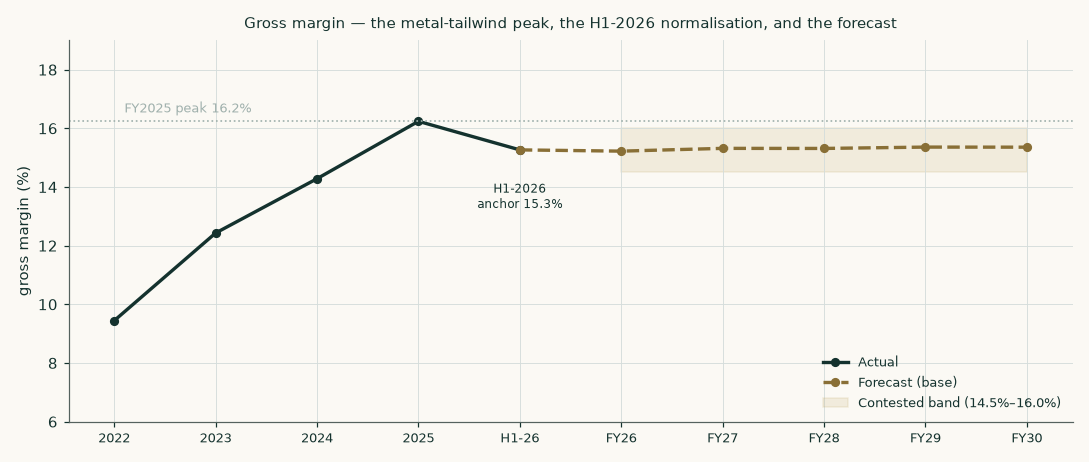 Gross margin — the metal-tailwind peak, the H1-2026 normalisation, and the forecast
gross margin (%)
18
16
14
12
10
8
6
FY2025 peak 16.2%
H1-2026
anchor 15.3%
Actual
Forecast (base)
Contested band (14.5%–16.0%)
2022
2023
2024
2025
H1-26
FY26
FY27
FY28
FY29
FY30